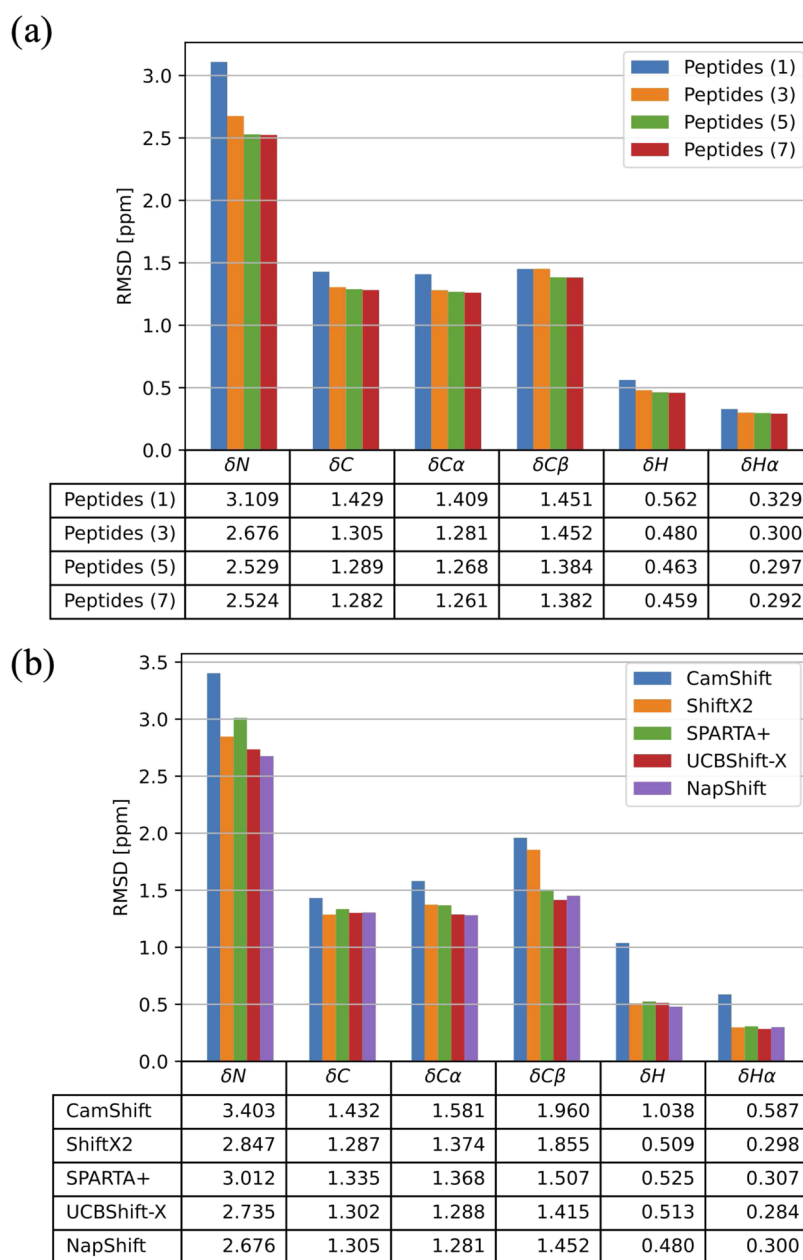 (a)
3.0
2.5
2.0
1.5
1.0
0.5
0.0
RMSD [ppm]
Peptides (1)
Peptides (3)
Peptides (5)
Peptides (7)
δN δC δCα δCβ δH δHα
Peptides (1) 3.109 1.429 1.409 1.451 0.562 0.329
Peptides (3) 2.676 1.305 1.281 1.452 0.480 0.300
Peptides (5) 2.529 1.289 1.268 1.384 0.463 0.297
Peptides (7) 2.524 1.282 1.261 1.382 0.459 0.292
(b)
3.5
3.0
2.5
2.0
1.5
1.0
0.5
0.0
RMSD [ppm]
CamShift
ShiftX2
SPARTA+
UCBShift-X
NapShift
δN δC δCα δCβ δH δHα
CamShift 3.403 1.432 1.581 1.960 1.038 0.587
ShiftX2 2.847 1.287 1.374 1.855 0.509 0.298
SPARTA+ 3.012 1.335 1.368 1.507 0.525 0.307
UCBShift-X 2.735 1.302 1.288 1.415 0.513 0.284
NapShift 2.676 1.305 1.281 1.452 0.480 0.300